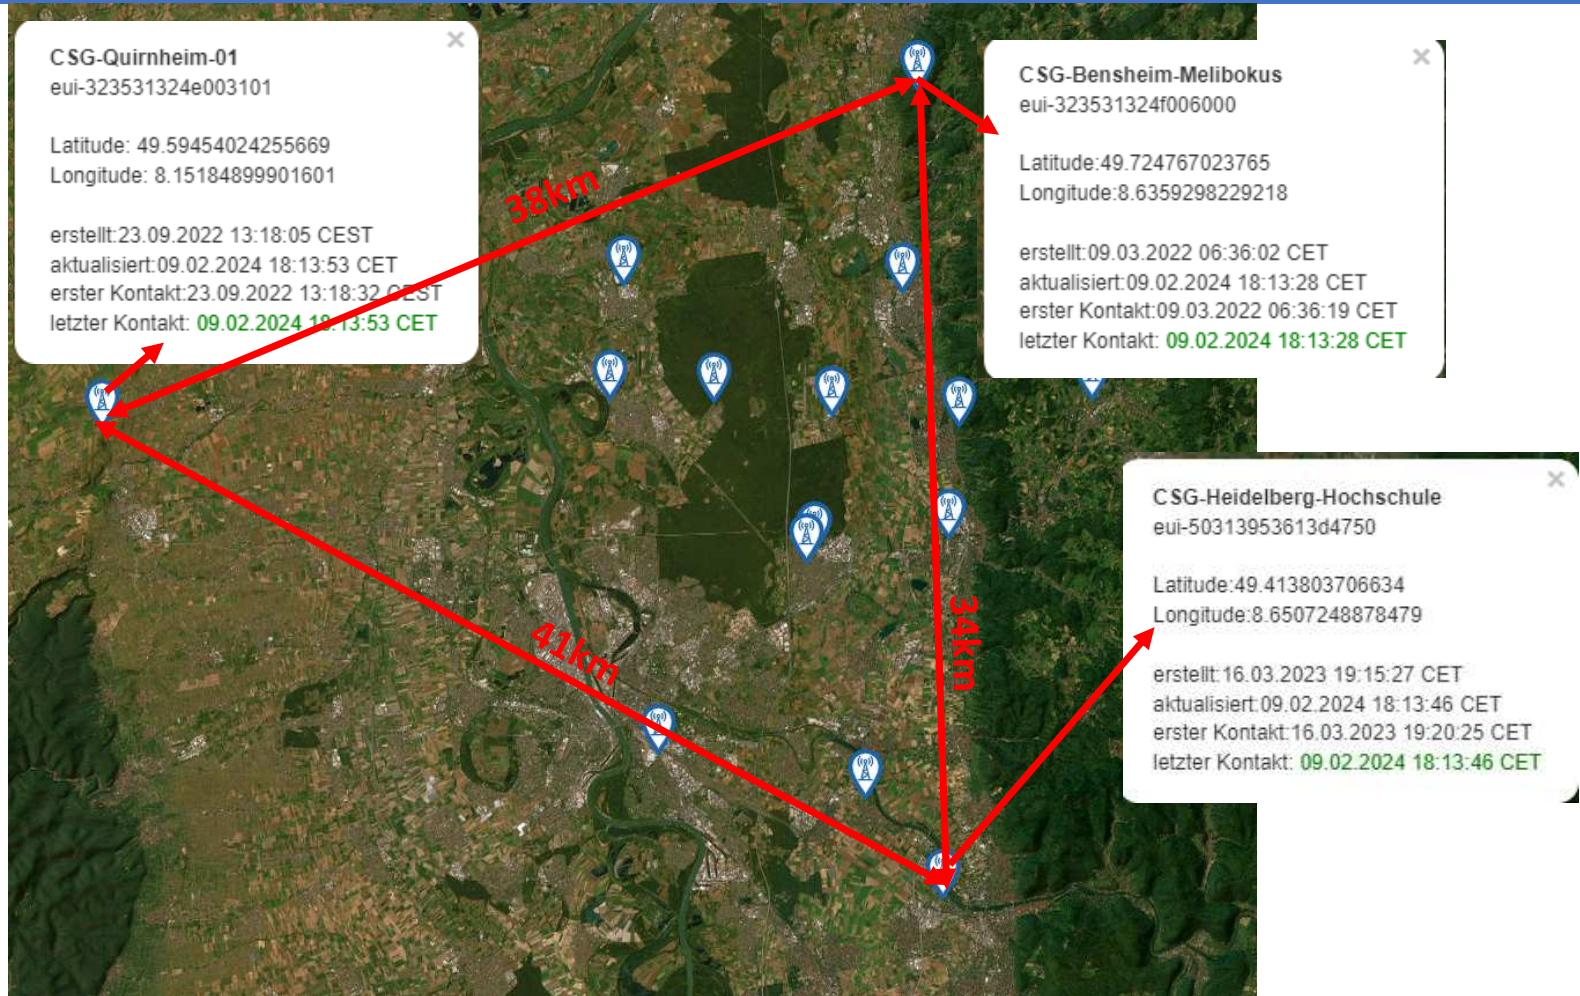 CSG-Quirnheim-01
eui-323531324e003101
Latitude: 49.59454024255669
Longitude: 8.15184899901601
erstellt:23.09.2022 13:18:05 CEST
aktualisiert:09.02.2024 18:13:53 CET
erster Kontakt:23.09.2022 13:18:32 CEST
letzter Kontakt: 09.02.2024 18:13:53 CET
CSG-Bensheim-Melibokus
eui-323531324f006000
Latitude:49.724767023765
Longitude:8.6359298229218
erstellt:09.03.2022 06:36:02 CET
aktualisiert:09.02.2024 18:13:28 CET
erster Kontakt:09.03.2022 06:36:19 CET
letzter Kontakt: 09.02.2024 18:13:28 CET
38km
CSG-Heidelberg-Hochschule
eui-50313953613d4750
Latitude:49.413803706634
Longitude:8.6507248878479
erstellt:16.03.2023 19:15:27 CET
aktualisiert:09.02.2024 18:13:46 CET
erster Kontakt:16.03.2023 19:20:25 CET
letzter Kontakt: 09.02.2024 18:13:46 CET
41km
34km